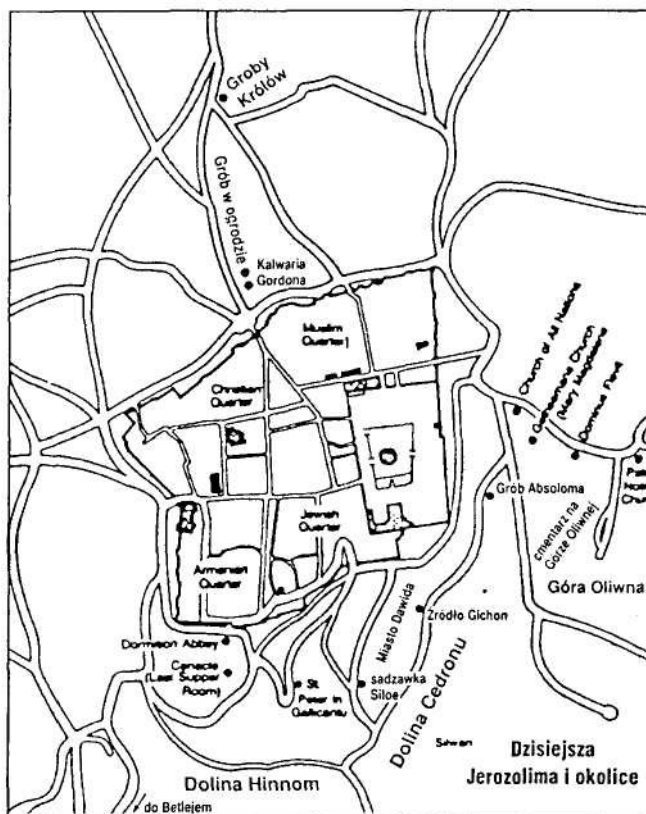 Groby
Królów
Grób w ogrodzie
Kalwaria
Gordona
Muslim
Quarter
Christian
Quarter
Church of All Nations
Gethsemane Church
(Mary Magdalene)
Dominus Flevit
Grób Absoloma
cmentarz na
Górze Oliwnej
Góra Oliwna
Jewish
Quarter
Armenian
Quarter
Miasto Dawida
Źródło Gichon
Dormition Abbey
Cenacle
(Last Supper
Room)
St.
Peter in
Gallicantu
sadzawka
Siloe
Dolina Cedronu
Silwan
Dolina Hinnom
do Betlejem
Dzisiejsza
Jerozolima i okolice